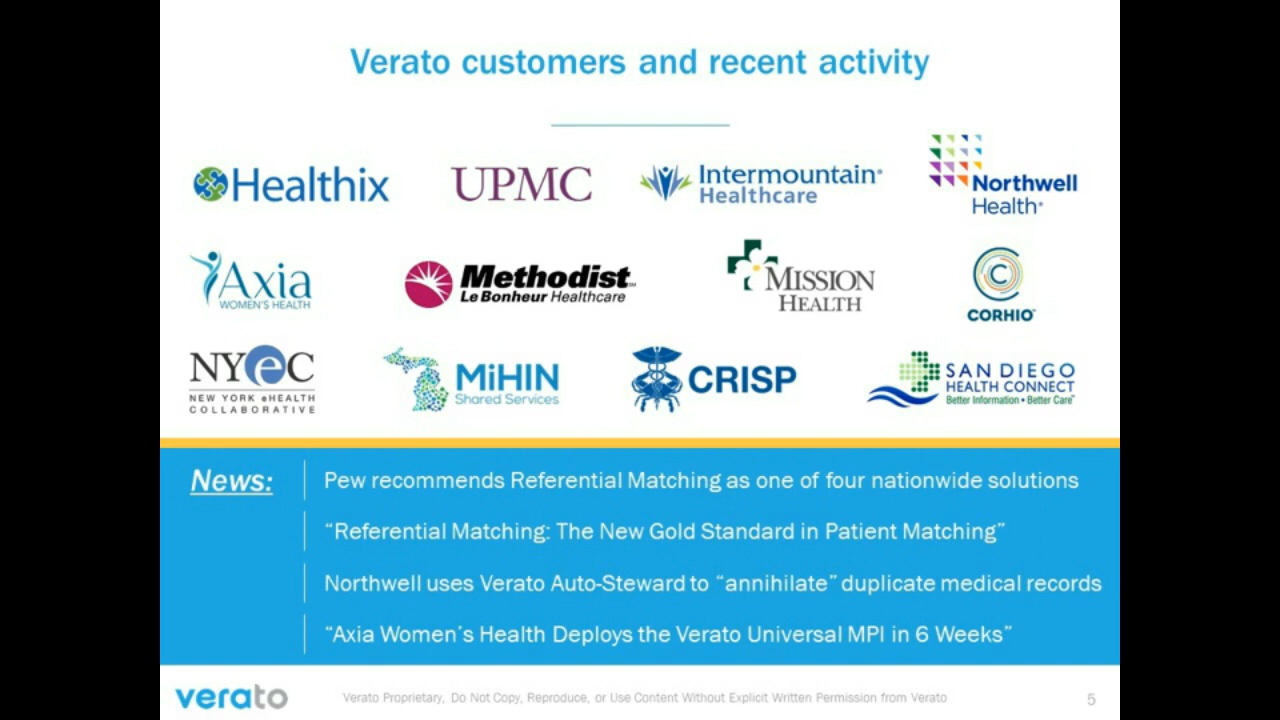 Verato customers and recent activity
Healthix
UPMC
Intermountain®
Healthcare
Northwell
Health®
Axia
WOMEN'S HEALTH
Methodist
Le Bonheur Healthcare
MISSION
HEALTH
C
CORHIO
NYeC
NEW YORK eHEALTH
COLLABORATIVE
MiHIN
Shared Services
CRISP
SAN DIEGO
HEALTH CONNECT
Better Information • Better Care™
News:
Pew recommends Referential Matching as one of four nationwide solutions
“Referential Matching: The New Gold Standard in Patient Matching”
Northwell uses Verato Auto-Steward to “annihilate” duplicate medical records
“Axia Women’s Health Deploys the Verato Universal MPI in 6 Weeks”
verato
Verato Proprietary, Do Not Copy, Reproduce, or Use Content Without Explicit Written Permission from Verato
5